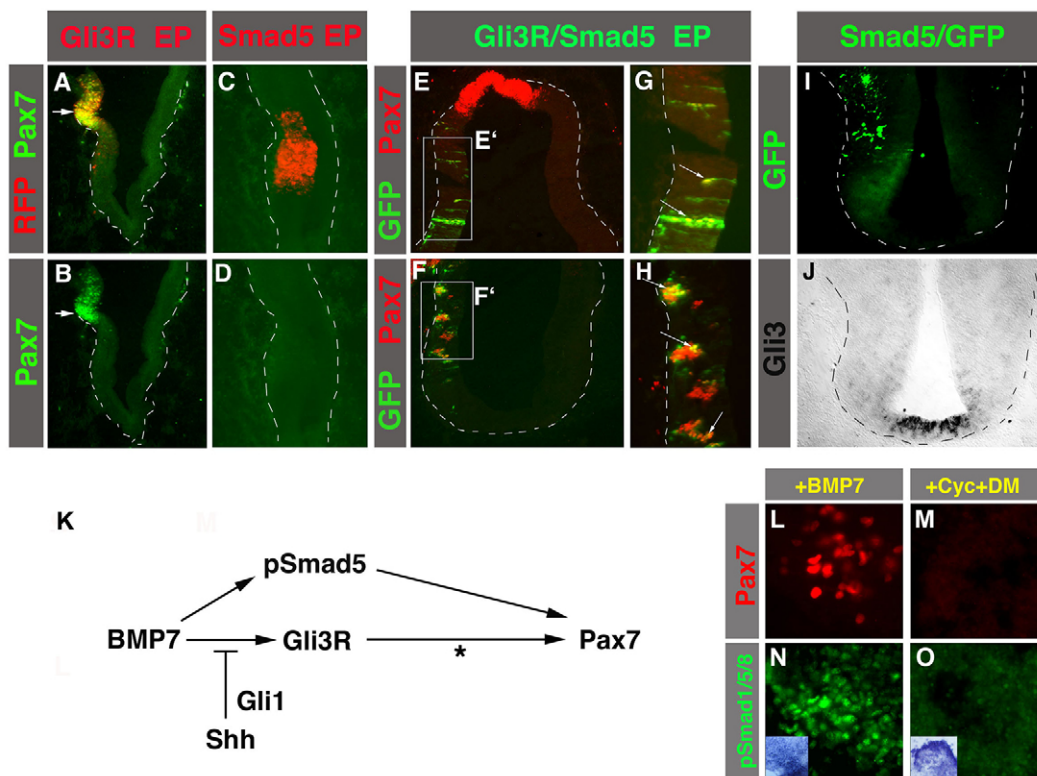 Gli3R EP
Smad5 EP
Gli3R/Smad5 EP
Smad5/GFP
RFP Pax7
A
C
GFP Pax7
E
E'
G
GFP
I
Pax7
B
D
GFP Pax7
F
F'
H
Gli3
J
K
M
pSmad5
BMP7
Gli3R
*
Pax7
L
Gli1
Shh
+BMP7
+Cyc+DM
Pax7
L
M
pSmad1/5/8
N
O